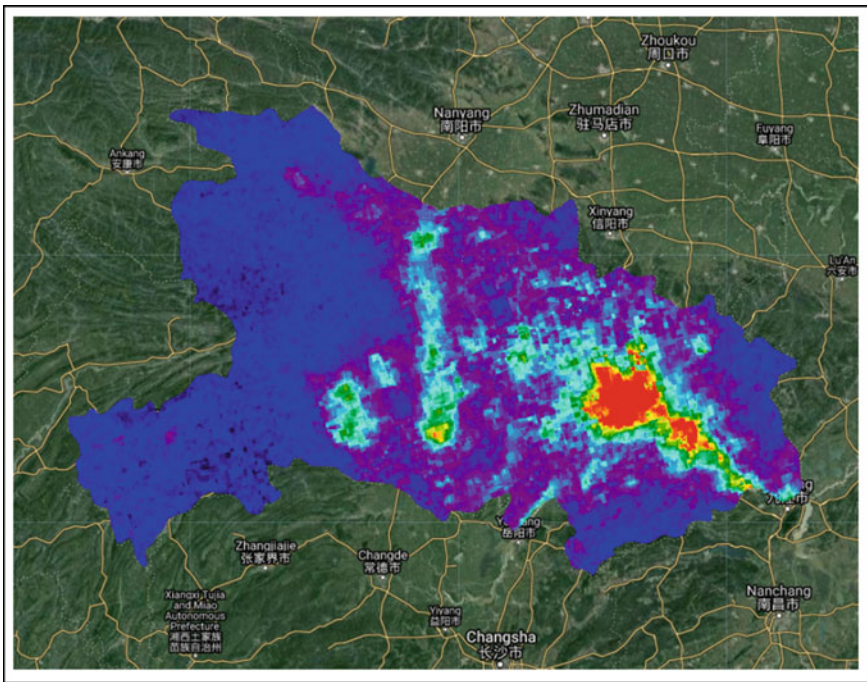 Zhoukou
周口市
Nanyang
南阳市
Zhumadian
驻马店市
Fuyang
阜阳市
Ankang
安康市
Xinyang
信阳市
Lu'An
六安市
岳阳市
九江市
Zhangjiajie
张家界市
Changde
常德市
Xiangxi Tujia
and Miao
Autonomous
Prefecture
湘西土家族
苗族自治州
Yiyang
益阳市
Nanchang
南昌市
Changsha
长沙市